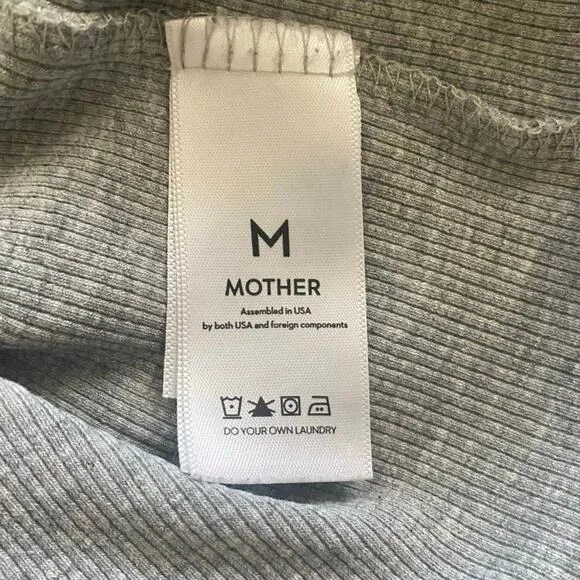 M
MOTHER
Assembled in USA
by both USA and foreign components
DO YOUR OWN LAUNDRY